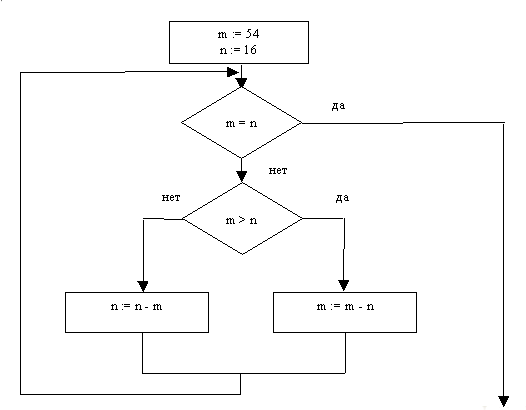 m := 54
n := 16
да
m = n
нет
нет
да
m > n
n := n - m
m := m - n